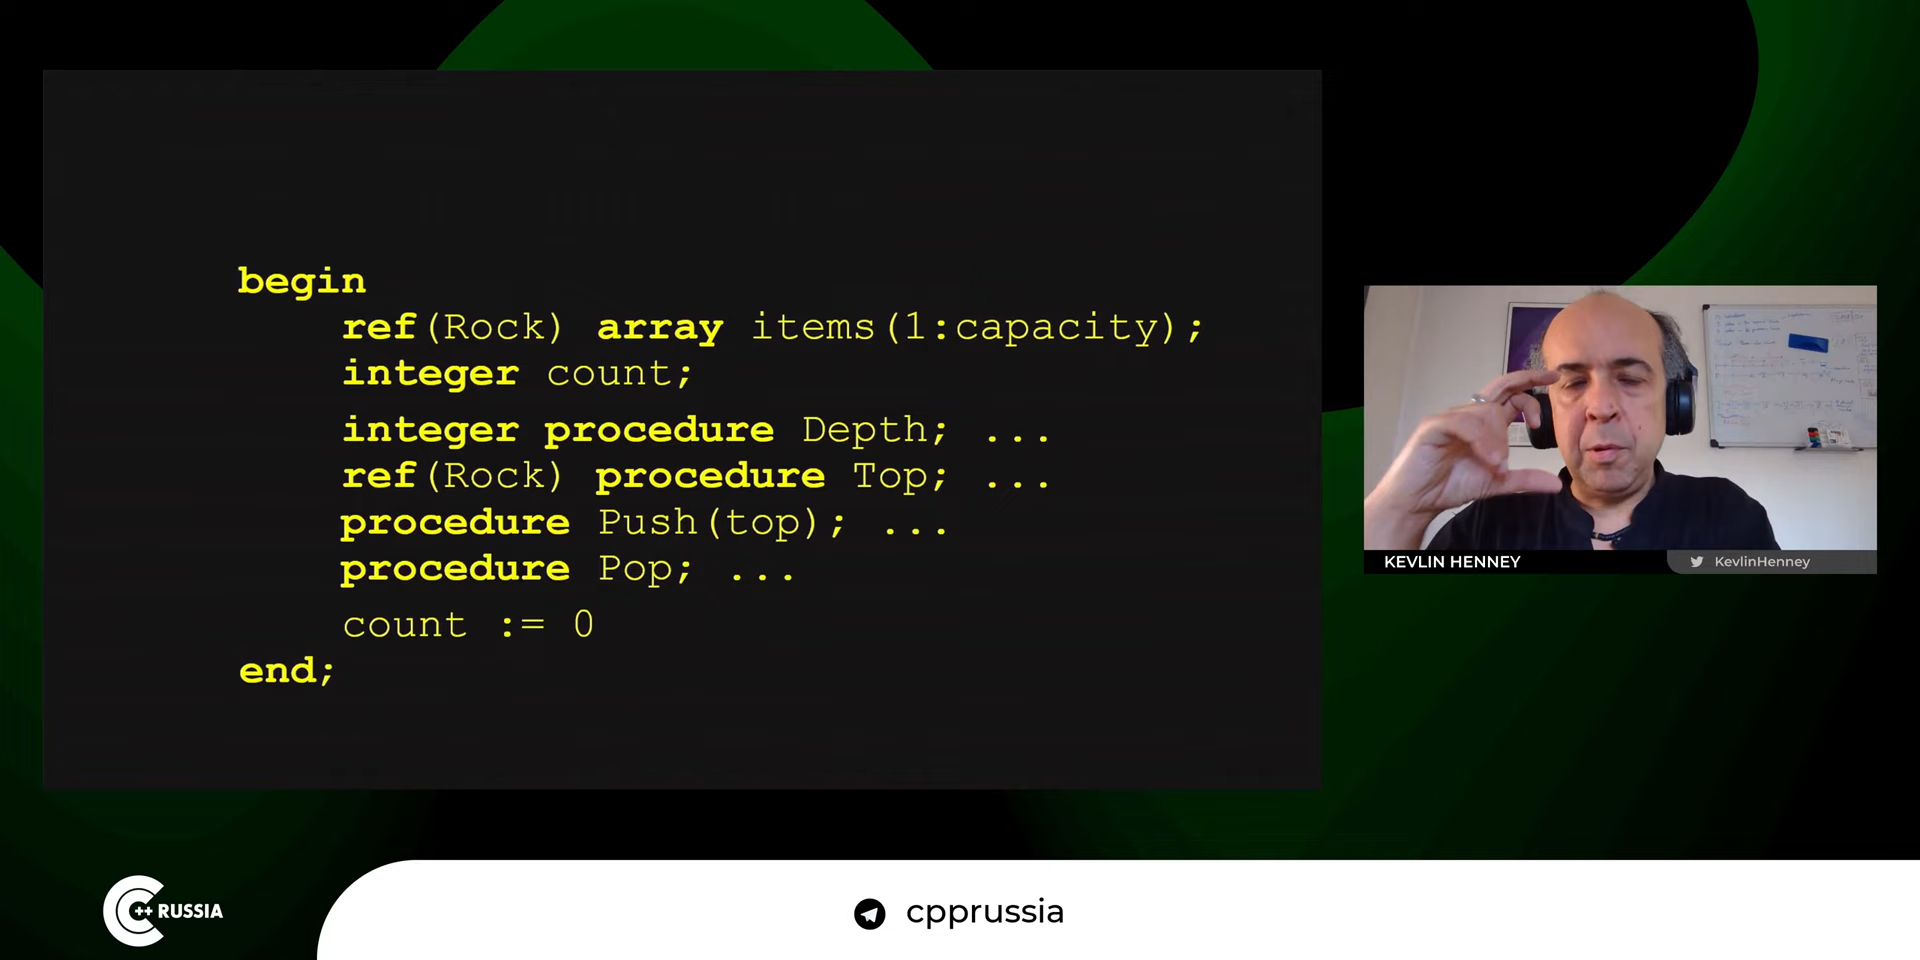 begin
ref(Rock) array items(1:capacity);
integer count;
integer procedure Depth; ...
ref(Rock) procedure Top; ...
procedure Push(top); ...
procedure Pop; ...
count := 0
end;
KEVLIN HENNEY
KevlinHenney
C++ RUSSIA
cpprussia